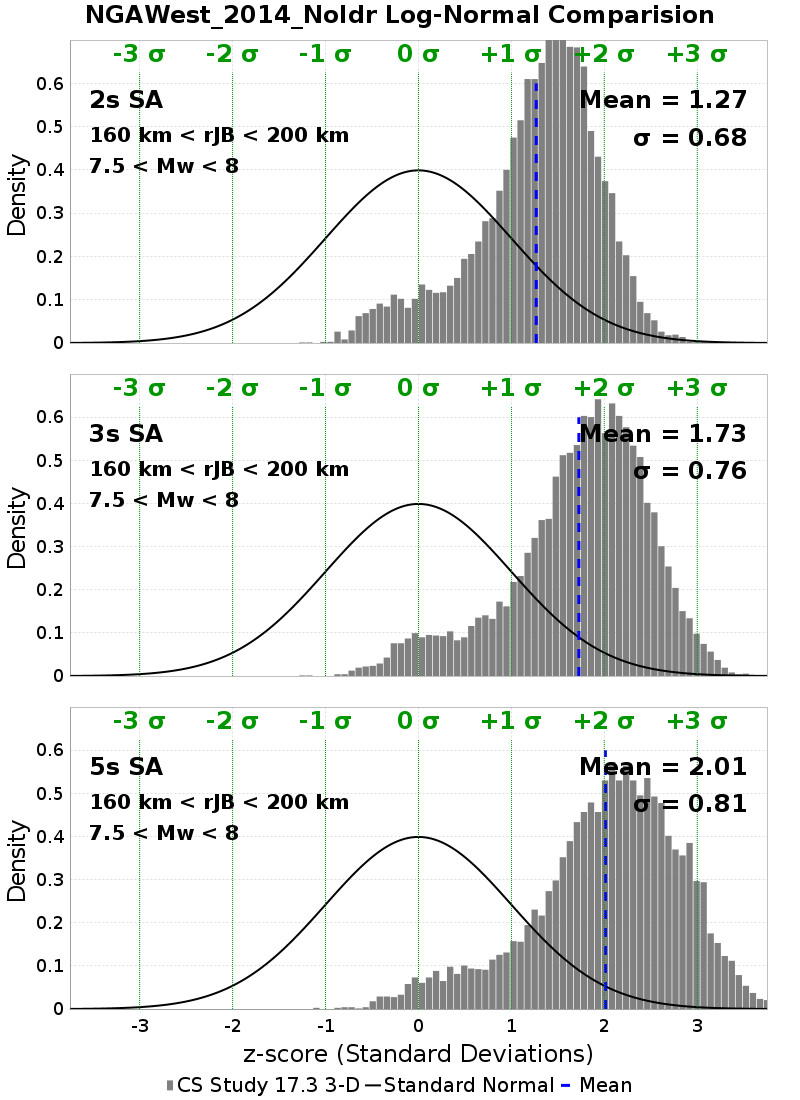 NGAWest_2014_NoIdr Log-Normal Comparision
-3 σ -2 σ -1 σ 0 σ +1 σ +2 σ +3 σ
0.6
2s SA Mean = 1.27
0.5
160 km < rJB < 200 km σ = 0.68
0.4
7.5 < Mw < 8
0.3
0.2
0.1
0
Density
-3 σ -2 σ -1 σ 0 σ +1 σ +2 σ +3 σ
0.6
3s SA Mean = 1.73
0.5
160 km < rJB < 200 km σ = 0.76
0.4
7.5 < Mw < 8
0.3
0.2
0.1
0
Density
-3 σ -2 σ -1 σ 0 σ +1 σ +2 σ +3 σ
0.6
5s SA Mean = 2.01
0.5
160 km < rJB < 200 km σ = 0.81
0.4
7.5 < Mw < 8
0.3
0.2
0.1
0
Density
-3 -2 -1 0 1 2 3
z-score (Standard Deviations)
CS Study 17.3 3-D Standard Normal Mean